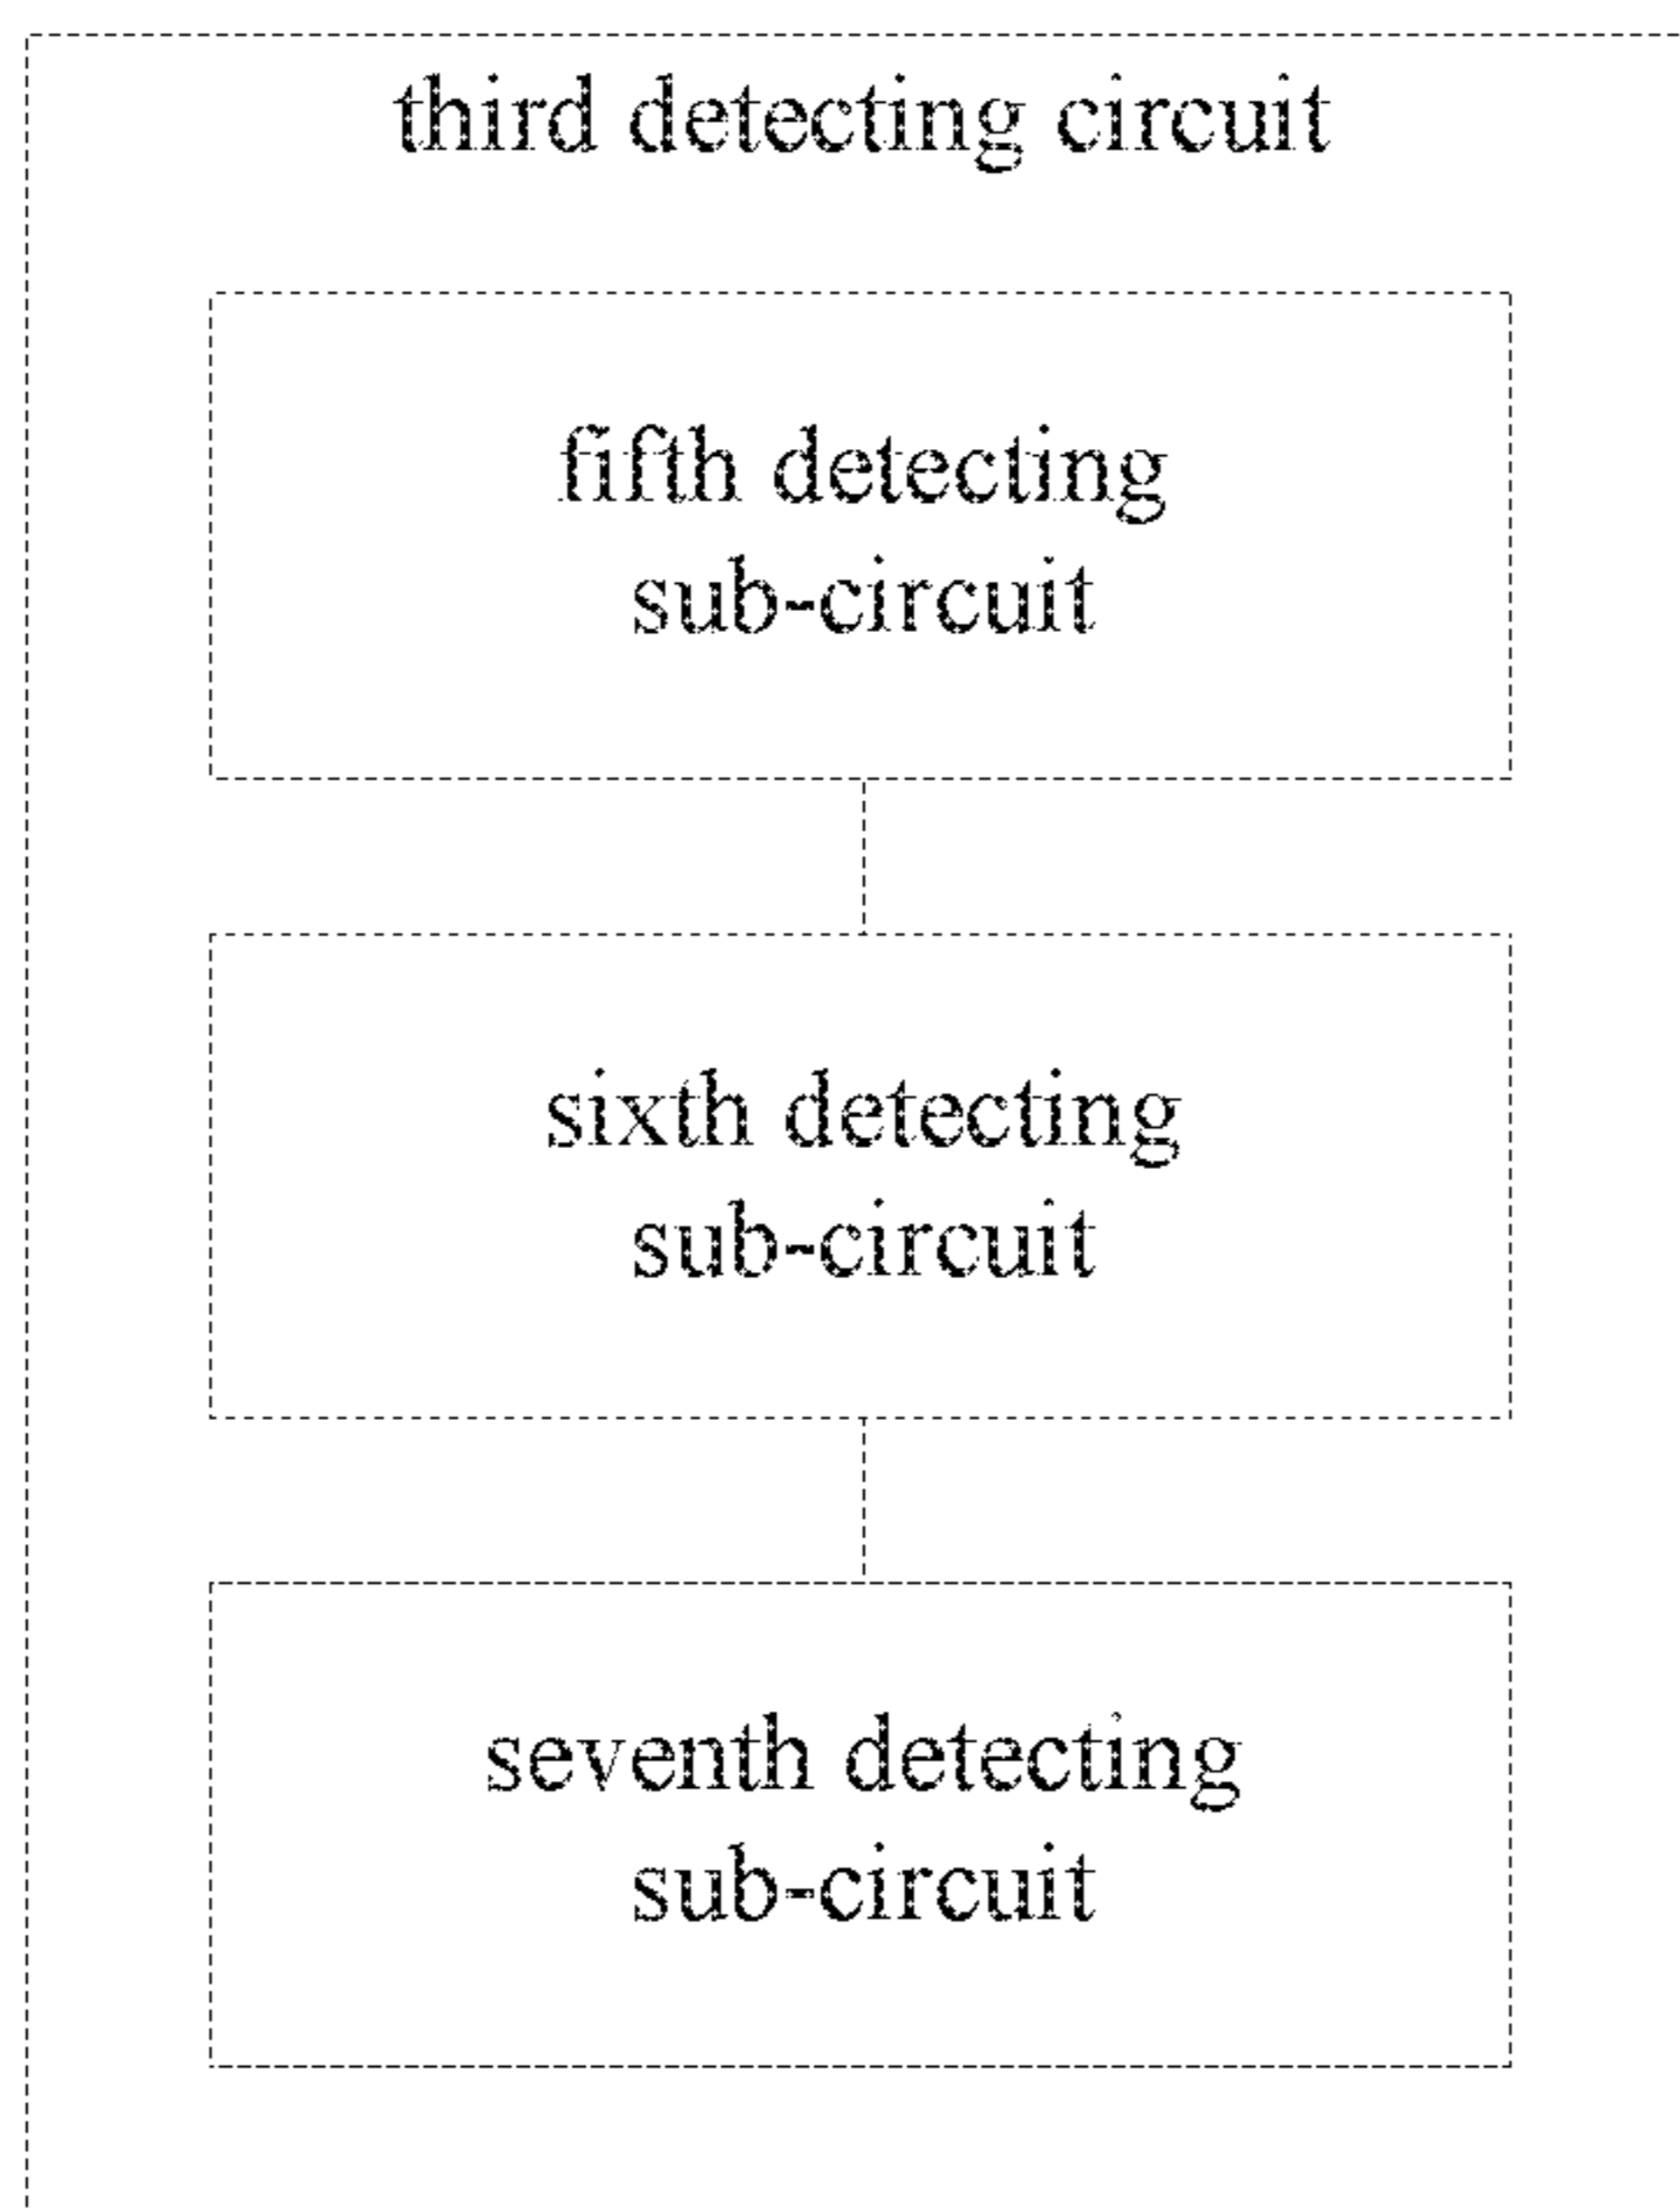 third detecting circuit
fifth detecting
sub-circuit
sixth detecting
sub-circuit
seventh detecting
sub-circuit